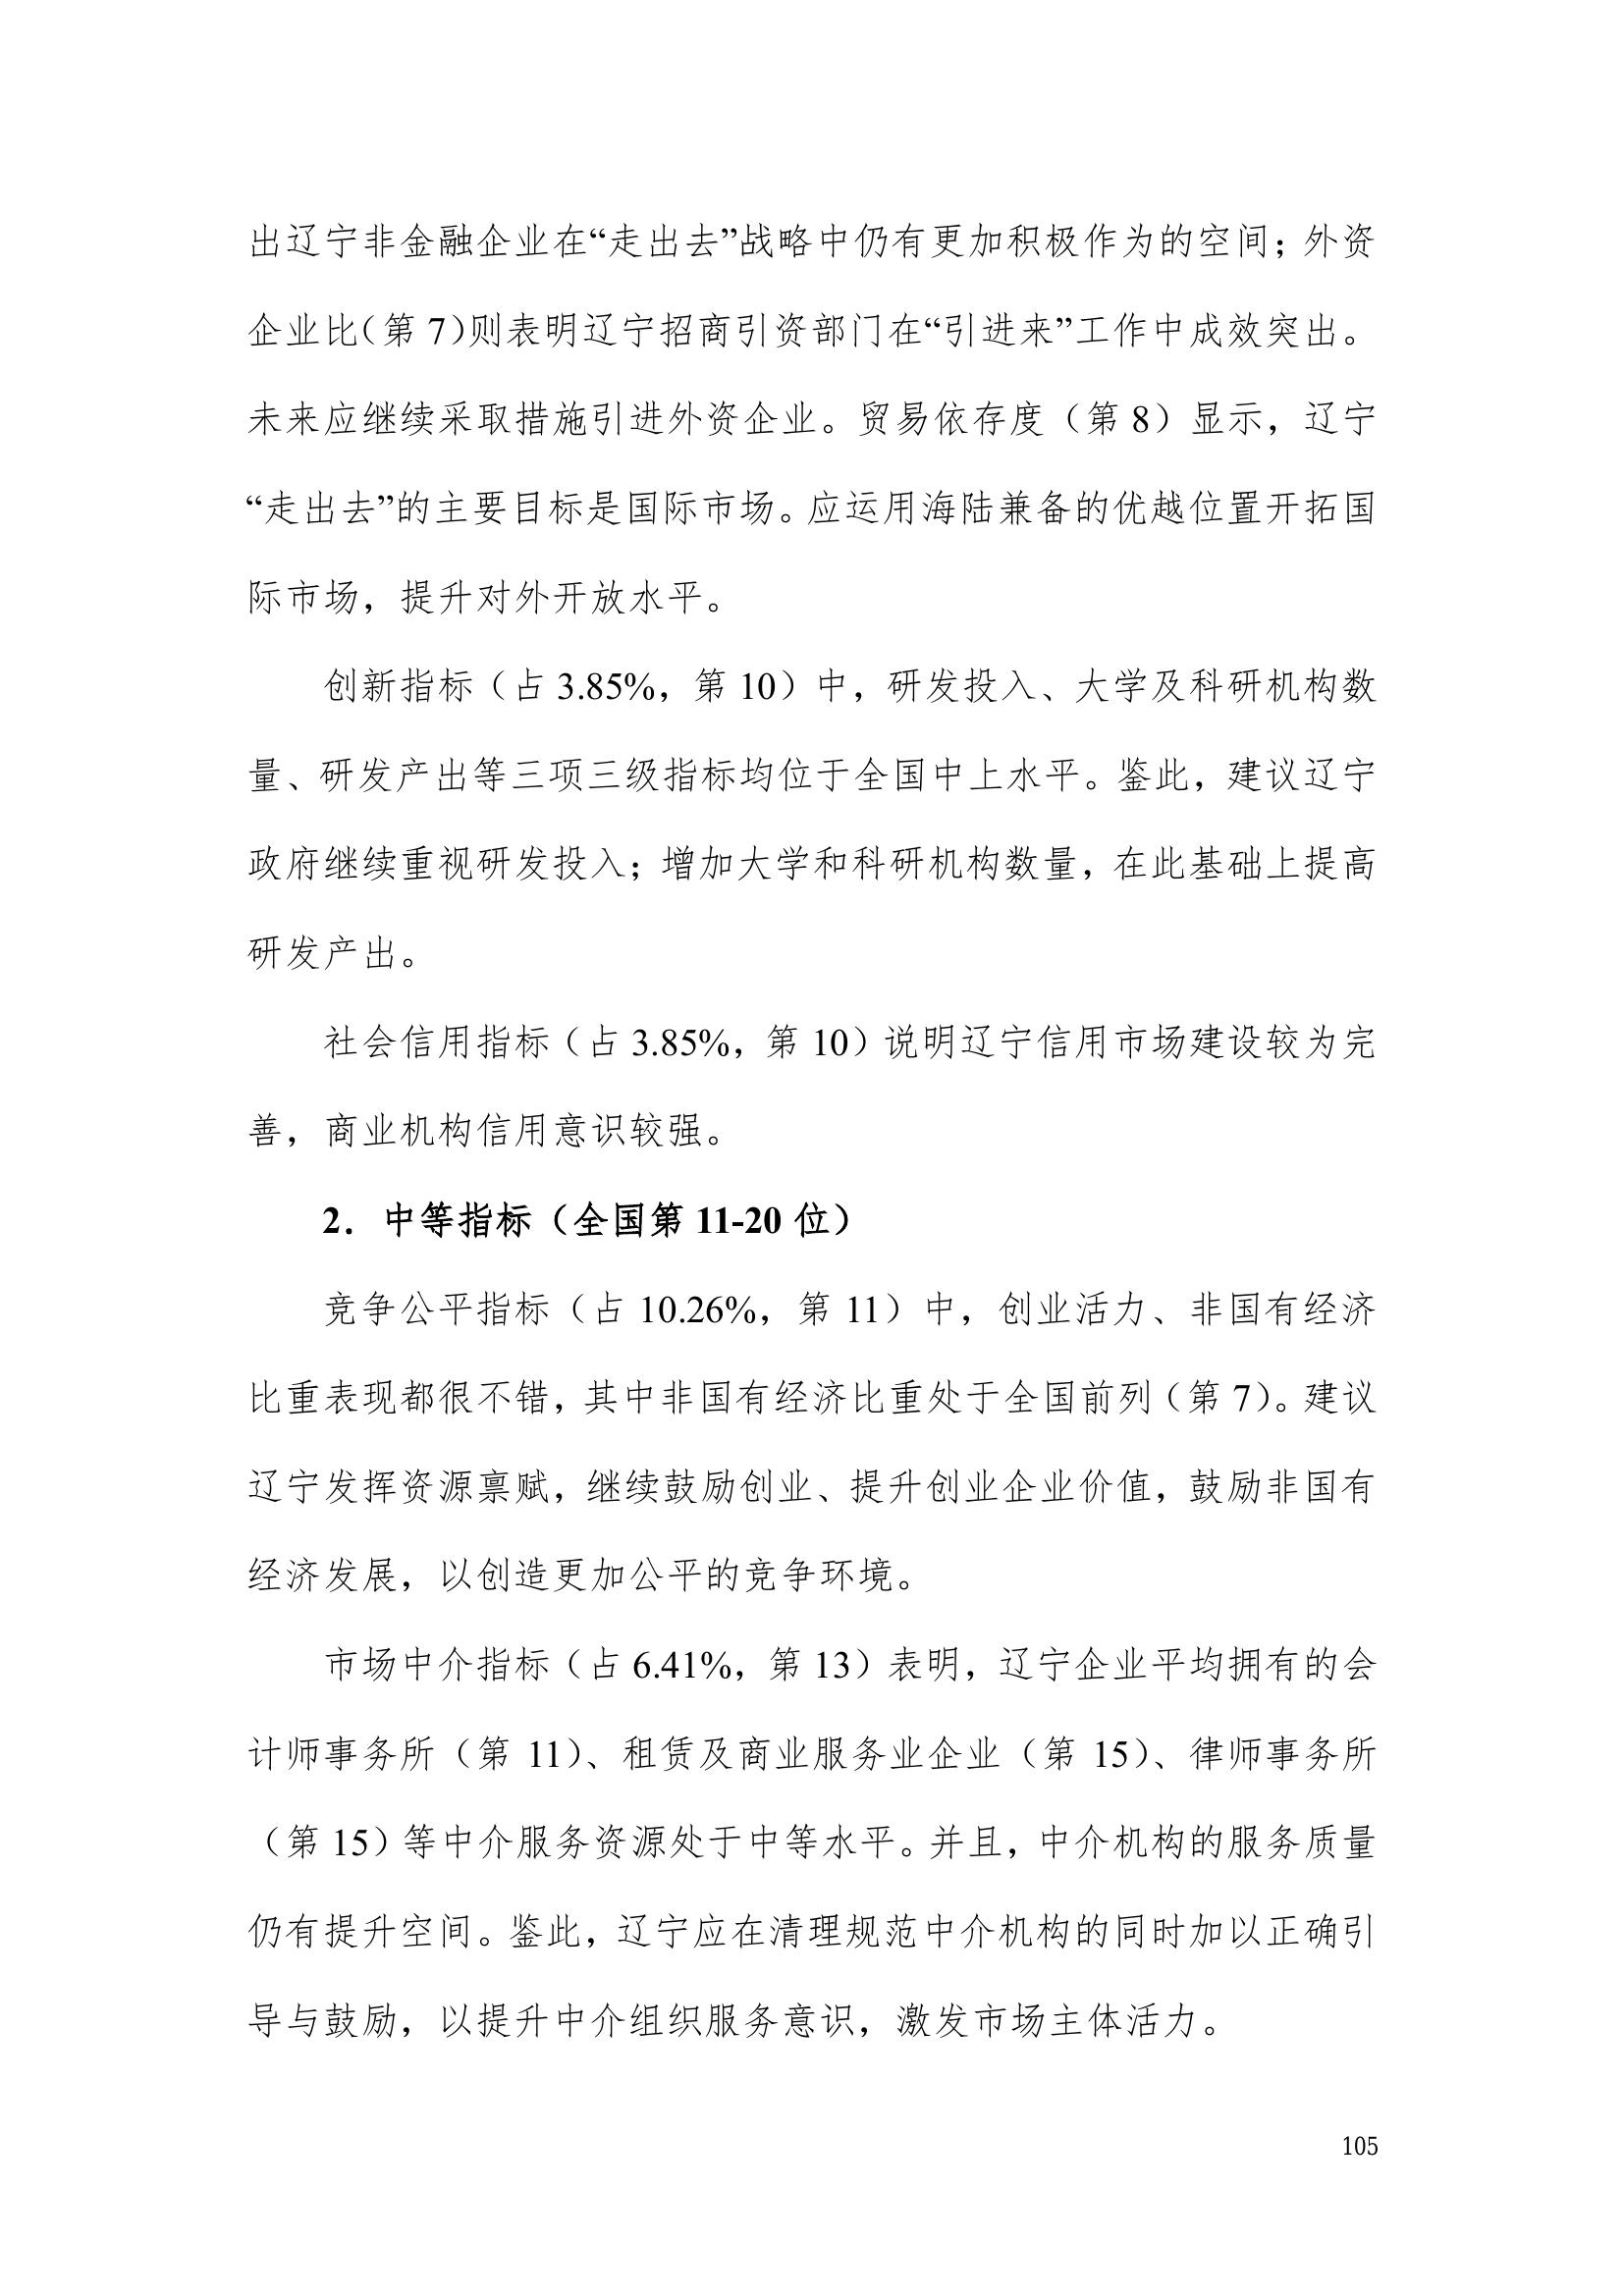 出辽宁非金融企业在“走出去”战略中仍有更加积极作为的空间；外资
企业比（第 7）则表明辽宁招商引资部门在“引进来”工作中成效突出。
未来应继续采取措施引进外资企业。贸易依存度（第 8）显示，辽宁
“走出去”的主要目标是国际市场。应运用海陆兼备的优越位置开拓国
际市场，提升对外开放水平。
创新指标（占 3.85%，第 10）中，研发投入、大学及科研机构数
量、研发产出等三项三级指标均位于全国中上水平。鉴此，建议辽宁
政府继续重视研发投入；增加大学和科研机构数量，在此基础上提高
研发产出。
社会信用指标（占 3.85%，第 10）说明辽宁信用市场建设较为完
善，商业机构信用意识较强。
2．中等指标（全国第 11-20 位）
竞争公平指标（占 10.26%，第 11）中，创业活力、非国有经济
比重表现都很不错，其中非国有经济比重处于全国前列（第 7）。建议
辽宁发挥资源禀赋，继续鼓励创业、提升创业企业价值，鼓励非国有
经济发展，以创造更加公平的竞争环境。
市场中介指标（占 6.41%，第 13）表明，辽宁企业平均拥有的会
计师事务所（第 11）、租赁及商业服务业企业（第 15）、律师事务所
（第 15）等中介服务资源处于中等水平。并且，中介机构的服务质量
仍有提升空间。鉴此，辽宁应在清理规范中介机构的同时加以正确引
导与鼓励，以提升中介组织服务意识，激发市场主体活力。
105